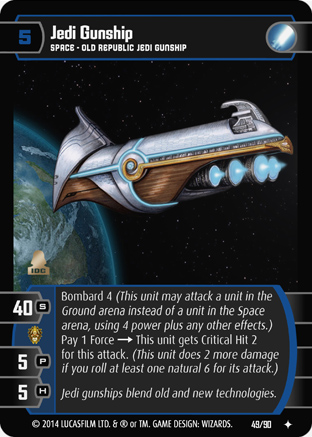 5
Jedi Gunship
SPACE - OLD REPUBLIC JEDI GUNSHIP
IDC
40 S
5 P
5 H
Bombard 4 (This unit may attack a unit in the
Ground arena instead of a unit in the Space
arena, using 4 power plus any other effects.)
Pay 1 Force → This unit gets Critical Hit 2
for this attack. (This unit does 2 more damage
if you roll at least one natural 6 for its attack.)
Jedi gunships blend old and new technologies.
© 2014 LUCASFILM LTD. & ® or TM. GAME DESIGN: WIZARDS.
49/90